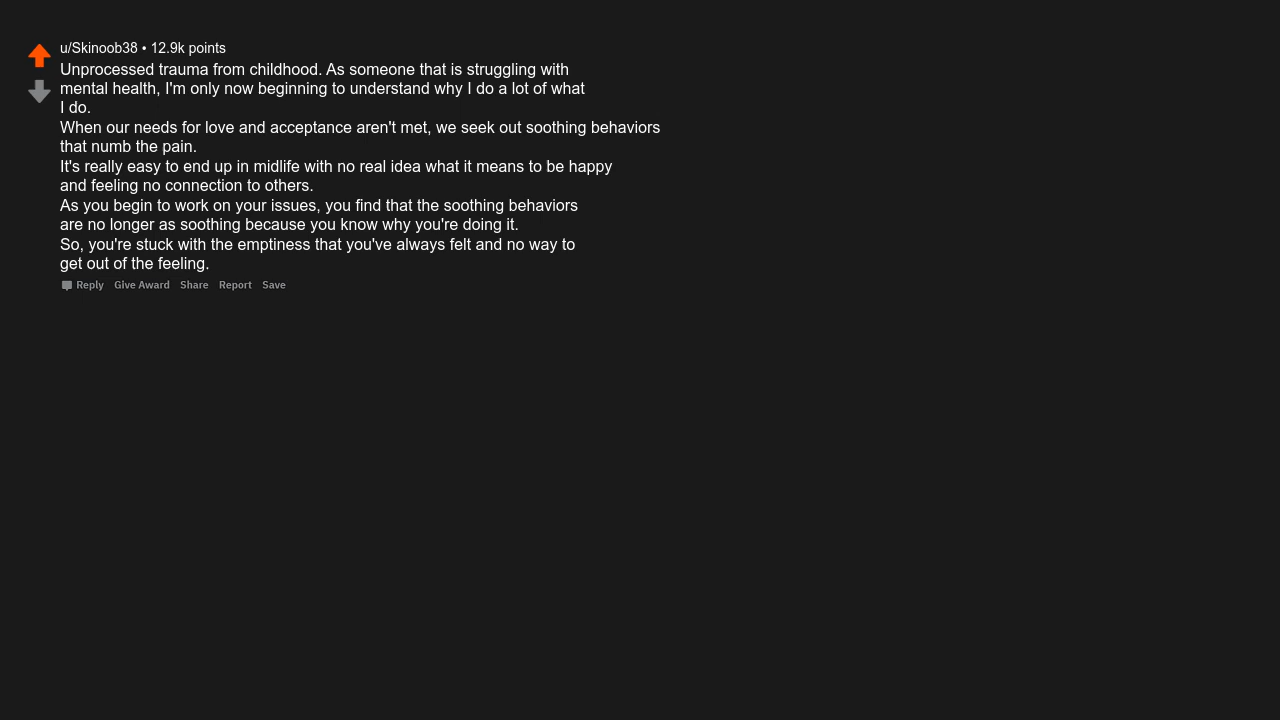 u/Skinoob38 • 12.9k points
Unprocessed trauma from childhood. As someone that is struggling with
mental health, I'm only now beginning to understand why I do a lot of what
I do.
When our needs for love and acceptance aren't met, we seek out soothing behaviors
that numb the pain.
It's really easy to end up in midlife with no real idea what it means to be happy
and feeling no connection to others.
As you begin to work on your issues, you find that the soothing behaviors
are no longer as soothing because you know why you're doing it.
So, you're stuck with the emptiness that you've always felt and no way to
get out of the feeling.
Reply Give Award Share Report Save